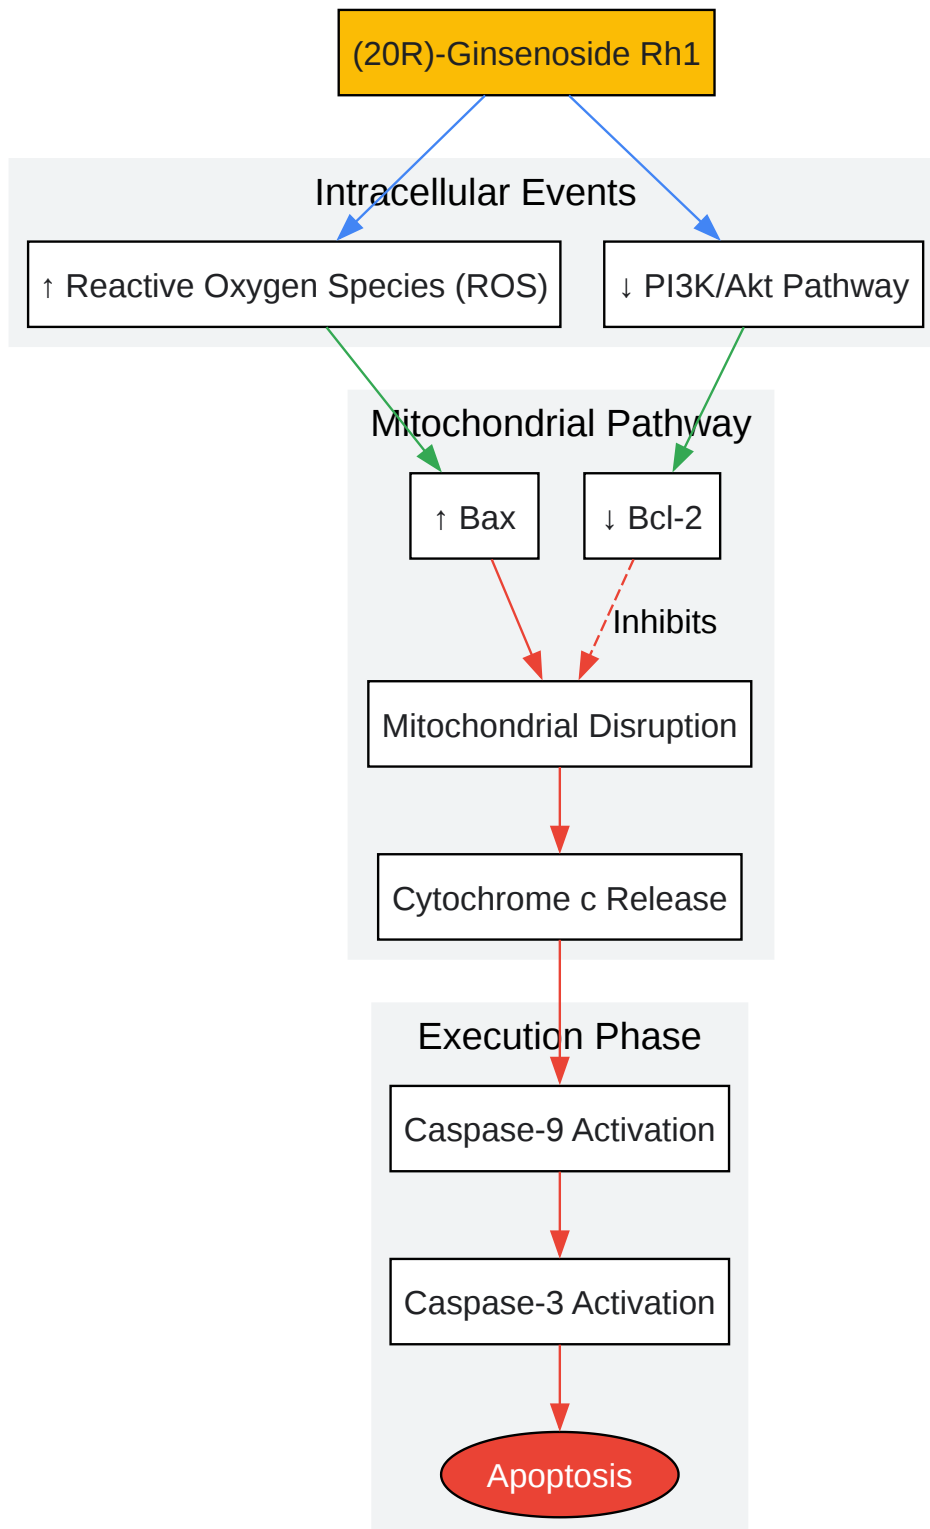 (20R)-Ginsenoside Rh1
Intracellular Events
↑ Reactive Oxygen Species (ROS)
↓ PI3K/Akt Pathway
Mitochondrial Pathway
↑ Bax
↓ Bcl-2
Inhibits
Mitochondrial Disruption
Cytochrome c Release
Execution Phase
Caspase-9 Activation
Caspase-3 Activation
Apoptosis